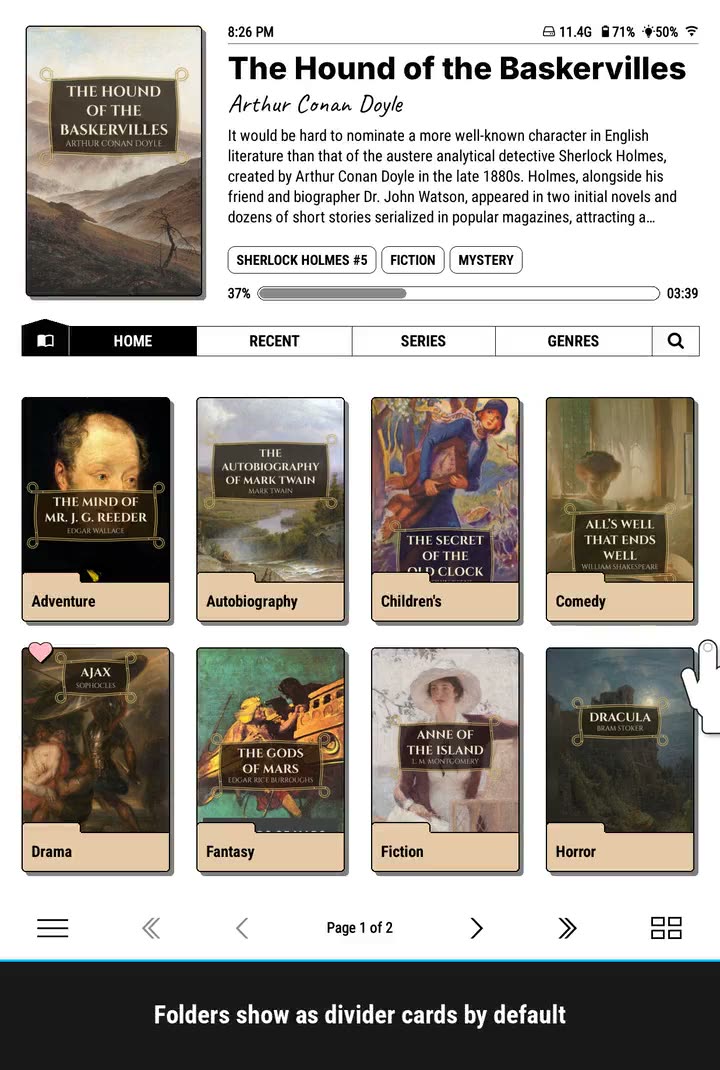 8:26 PM
11.4G 71% 50%
THE HOUND
OF THE
BASKERVILLES
ARTHUR CONAN DOYLE
The Hound of the Baskervilles
Arthur Conan Doyle
It would be hard to nominate a more well-known character in English
literature than that of the austere analytical detective Sherlock Holmes,
created by Arthur Conan Doyle in the late 1880s. Holmes, alongside his
friend and biographer Dr. John Watson, appeared in two initial novels and
dozens of short stories serialized in popular magazines, attracting a…
SHERLOCK HOLMES #5 FICTION MYSTERY
37% 03:39
HOME RECENT SERIES GENRES
THE MIND OF
MR. J. G. REEDER
EDGAR WALLACE
Adventure
THE
AUTOBIOGRAPHY
OF MARK TWAIN
MARK TWAIN
Autobiography
THE SECRET
OF THE
OLD CLOCK
Children's
ALL'S WELL
THAT ENDS
WELL
WILLIAM SHAKESPEARE
Comedy
AJAX
SOPHOCLES
Drama
THE GODS
OF MARS
EDGAR RICE BURROUGHS
Fantasy
ANNE OF
THE ISLAND
L. M. MONTGOMERY
Fiction
DRACULA
BRAM STOKER
Horror
Page 1 of 2
Folders show as divider cards by default